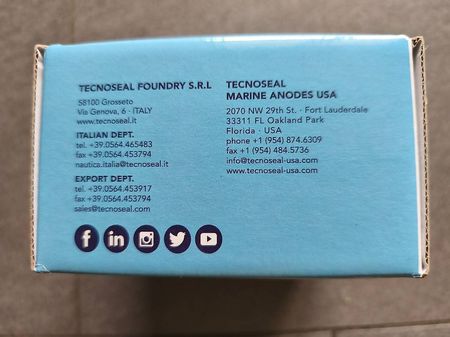 TECNOSEAL FOUNDRY S.R.L
58100 Grosseto
Via Genova, 6 - ITALY
www.tecnoseal.it
ITALIAN DEPT.
tel. +39.0564.465483
fax +39.0564.453794
nautica.italia@tecnoseal.it
EXPORT DEPT.
tel. +39.0564.453917
fax +39.0564.453794
sales@tecnoseal.com
TECNOSEAL
MARINE ANODES USA
2070 NW 29th St. - Fort Lauderdale
33311 FL Oakland Park
Florida - USA
phone +1 (954) 874.6309
fax +1 (954) 484.5736
info@tecnoseal-usa.com
www.tecnoseal-usa.com
f in